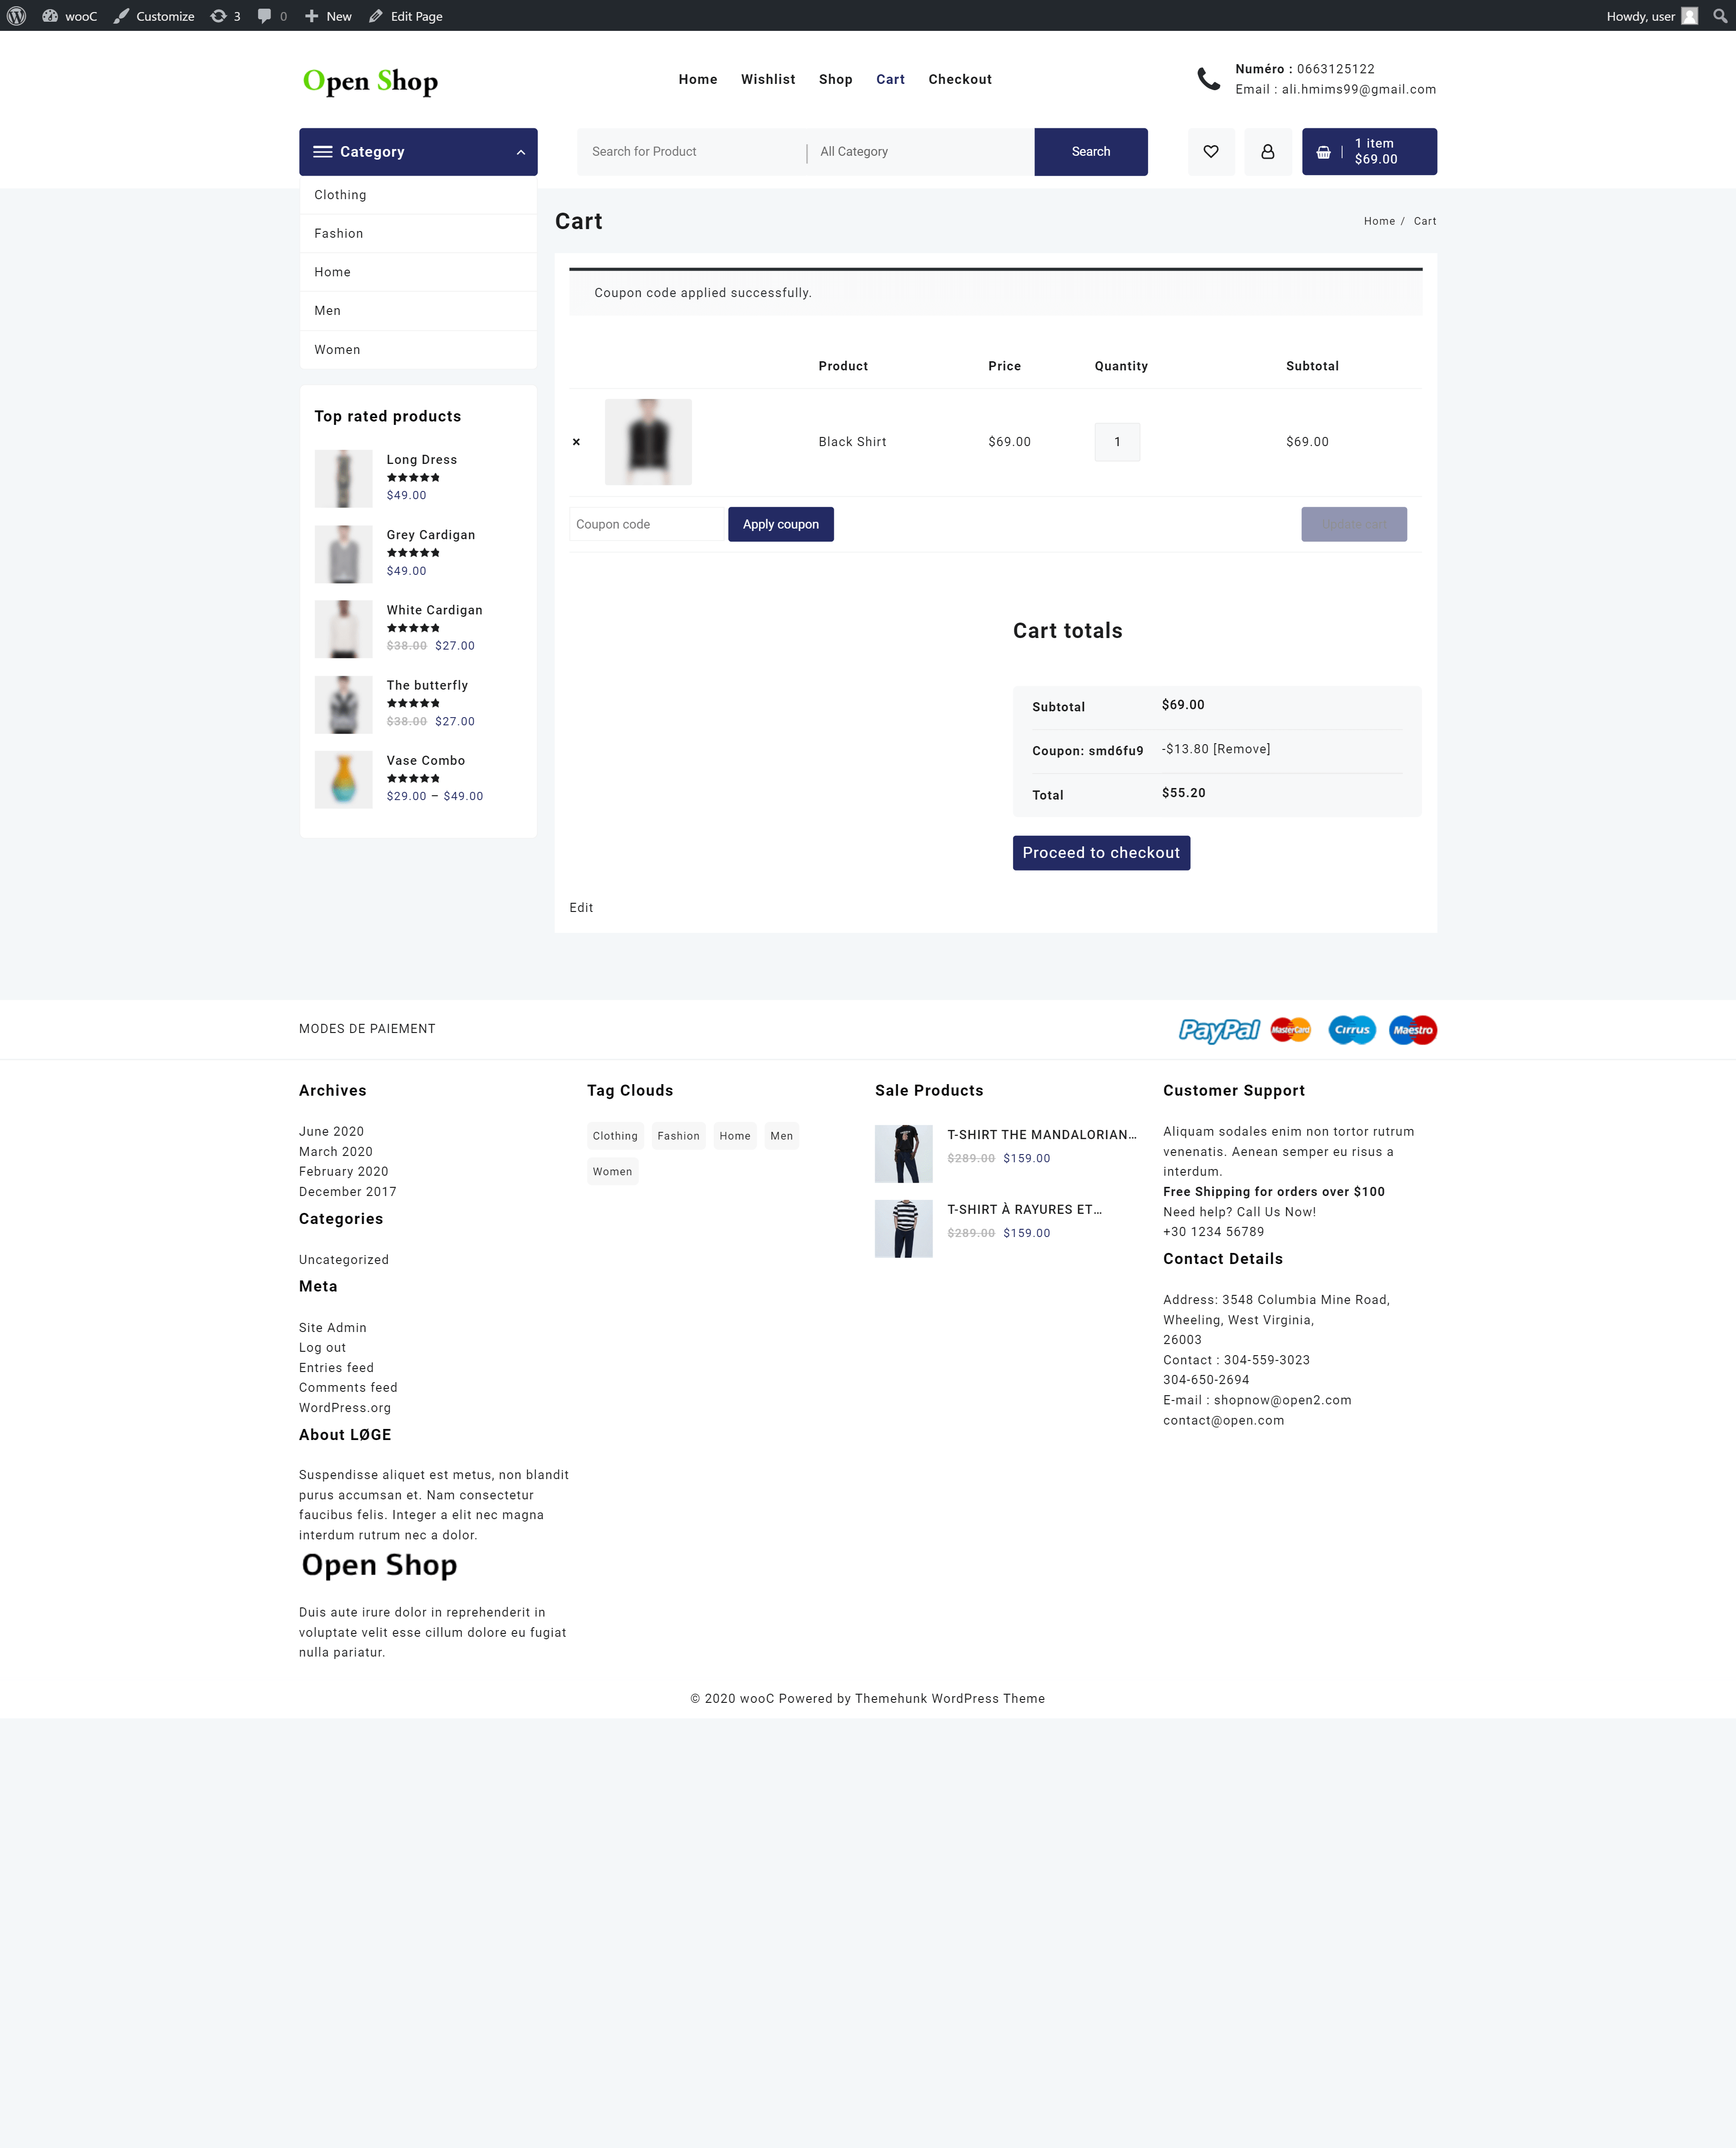 wooC Customize 3 0 New Edit Page Howdy, user
Open Shop
Home Wishlist Shop Cart Checkout
Numéro : 0663125122
Email : ali.hmims99@gmail.com
Category
Search for Product All Category Search
1 item
$69.00
Clothing
Fashion
Home
Men
Women
Top rated products
Long Dress
$49.00
Grey Cardigan
$49.00
White Cardigan
$38.00 $27.00
The butterfly
$38.00 $27.00
Vase Combo
$29.00 – $49.00
Cart
Home / Cart
Coupon code applied successfully.
Product Price Quantity Subtotal
× Black Shirt $69.00 1 $69.00
Coupon code Apply coupon Update cart
Cart totals
Subtotal $69.00
Coupon: smd6fu9 -$13.80 [Remove]
Total $55.20
Proceed to checkout
Edit
MODES DE PAIEMENT
PayPal MasterCard Cirrus Maestro
Archives
June 2020
March 2020
February 2020
December 2017
Categories
Uncategorized
Meta
Site Admin
Log out
Entries feed
Comments feed
WordPress.org
About LØGE
Suspendisse aliquet est metus, non blandit
purus accumsan et. Nam consectetur
faucibus felis. Integer a elit nec magna
interdum rutrum nec a dolor.
Open Shop
Duis aute irure dolor in reprehenderit in
voluptate velit esse cillum dolore eu fugiat
nulla pariatur.
Tag Clouds
Clothing Fashion Home Men
Women
Sale Products
T-SHIRT THE MANDALORIAN…
$289.00 $159.00
T-SHIRT À RAYURES ET…
$289.00 $159.00
Customer Support
Aliquam sodales enim non tortor rutrum
venenatis. Aenean semper eu risus a
interdum.
Free Shipping for orders over $100
Need help? Call Us Now!
+30 1234 56789
Contact Details
Address: 3548 Columbia Mine Road,
Wheeling, West Virginia,
26003
Contact : 304-559-3023
304-650-2694
E-mail : shopnow@open2.com
contact@open.com
© 2020 wooC Powered by Themehunk WordPress Theme